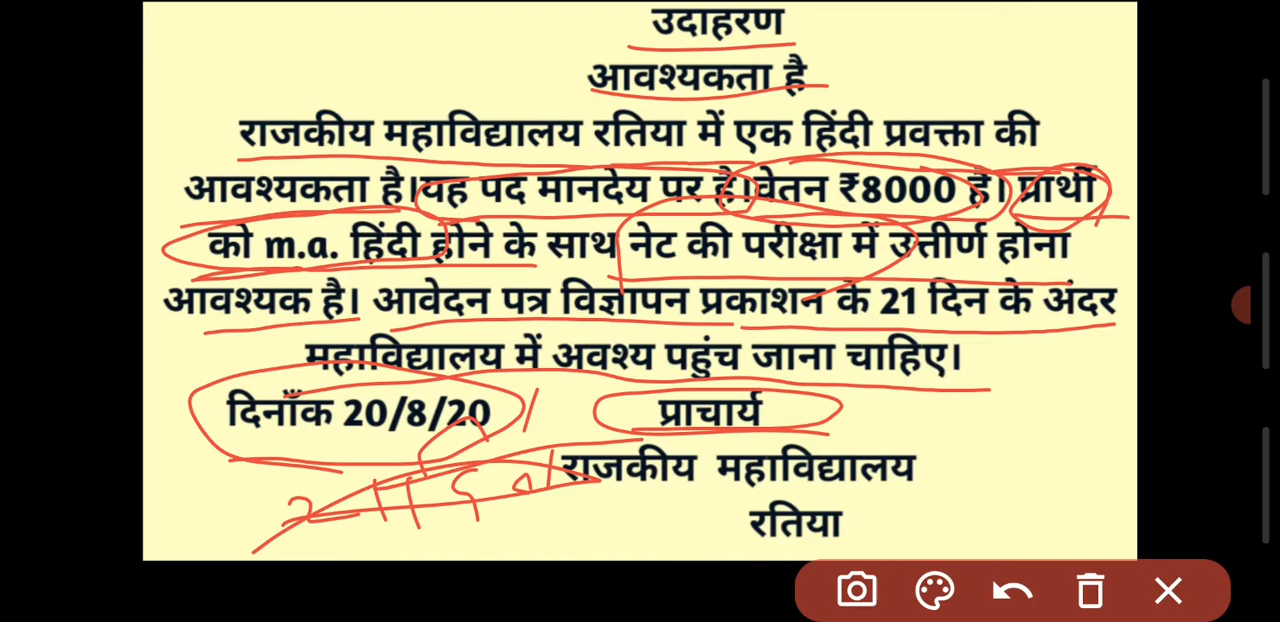 उदाहरण
आवश्यकता है
राजकीय महाविद्यालय रतिया में एक हिंदी प्रवक्ता की
आवश्यकता है।यह पद मानदेय पर है।वेतन ₹8000 है। प्रार्थी
को m.a. हिंदी होने के साथ नेट की परीक्षा में उत्तीर्ण होना
आवश्यक है। आवेदन पत्र विज्ञापन प्रकाशन के 21 दिन के अंदर
महाविद्यालय में अवश्य पहुंच जाना चाहिए।
दिनाँक 20/8/20 प्राचार्य
राजकीय महाविद्यालय
रतिया